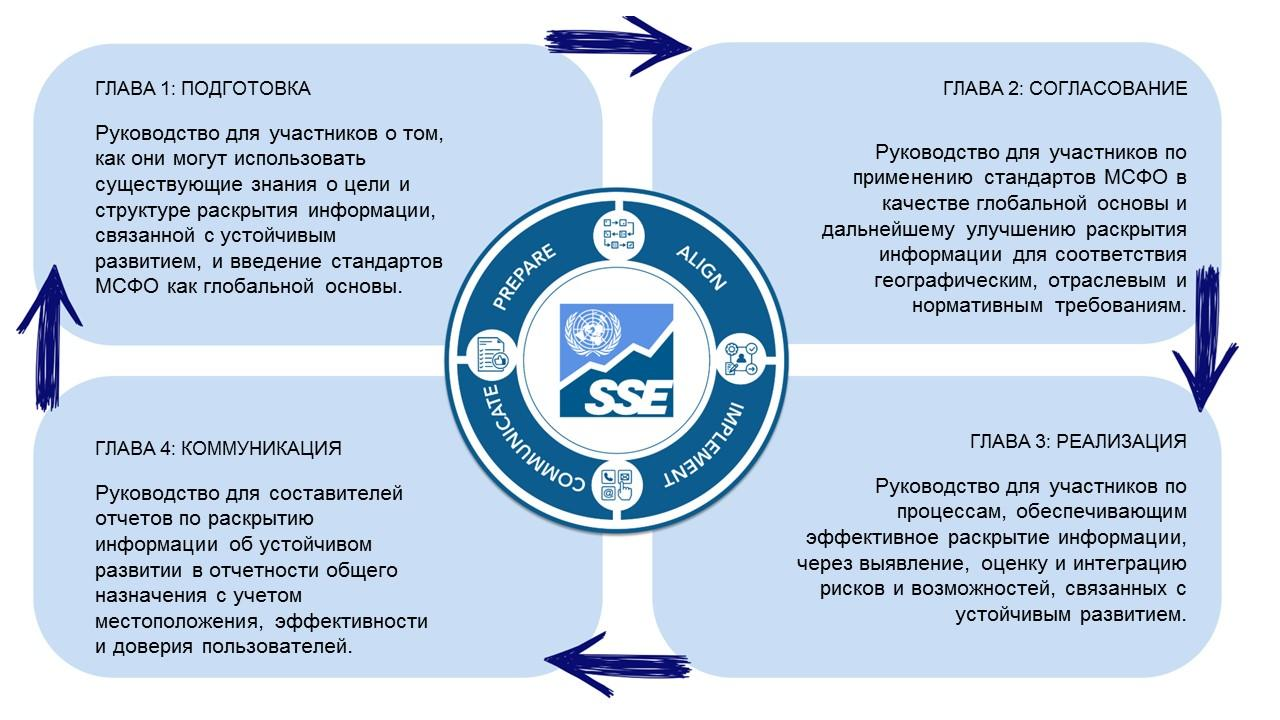 ГЛАВА 1: ПОДГОТОВКА
Руководство для участников о том,
как они могут использовать
существующие знания о цели и
структуре раскрытия информации,
связанной с устойчивым
развитием, и введение стандартов
МСФО как глобальной основы.
ГЛАВА 2: СОГЛАСОВАНИЕ
Руководство для участников по
применению стандартов МСФО в
качестве глобальной основы и
дальнейшему улучшению раскрытия
информации для соответствия
географическим, отраслевым и
нормативным требованиям.
PREPARE
ALIGN
IMPLEMENT
COMMUNICATE
SSE
ГЛАВА 3: РЕАЛИЗАЦИЯ
Руководство для участников по
процессам, обеспечивающим
эффективное раскрытие информации,
через выявление, оценку и интеграцию
рисков и возможностей, связанных с
устойчивым развитием.
ГЛАВА 4: КОММУНИКАЦИЯ
Руководство для составителей
отчетов по раскрытию
информации об устойчивом
развитии в отчетности общего
назначения с учетом
местоположения, эффективности
и доверия пользователей.